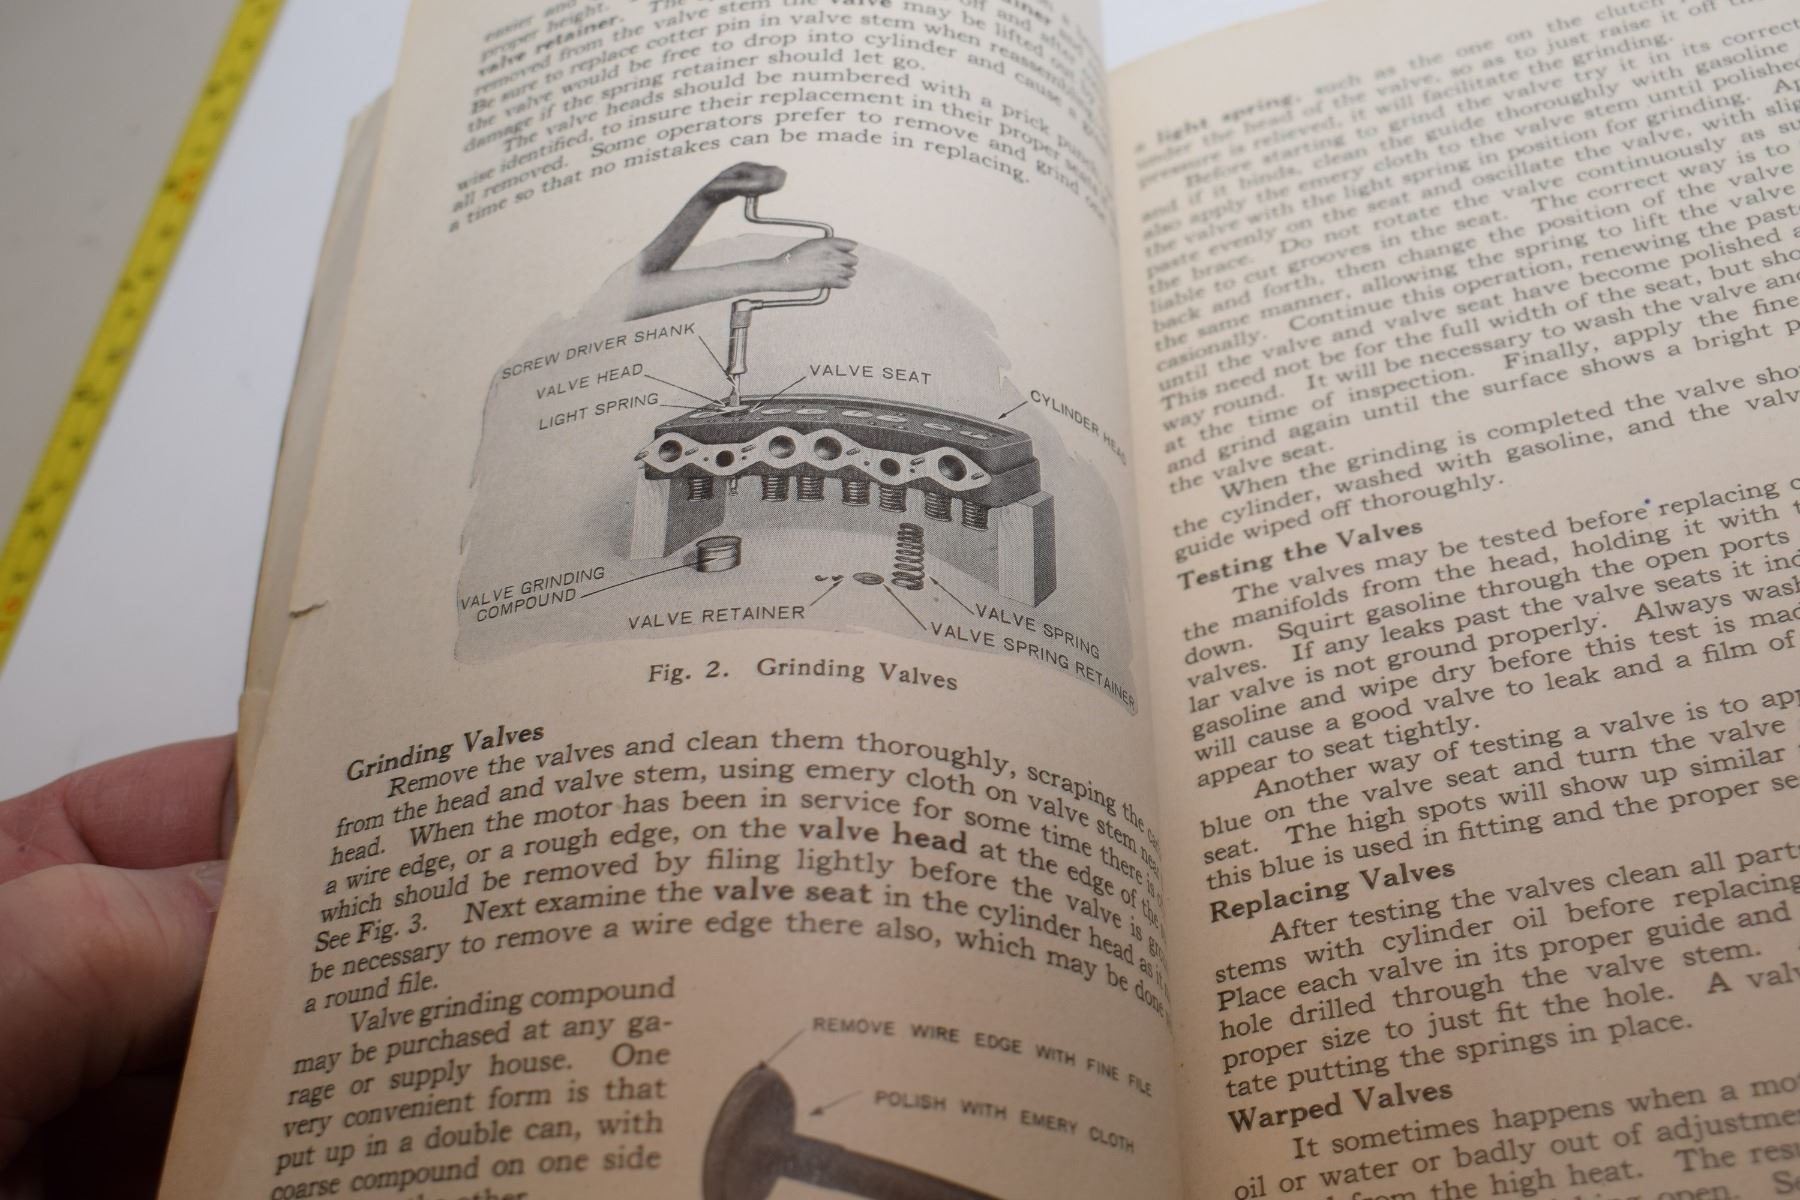 proper height.
valve retainer. The
removed from the valve stem the valve may be lifted out
Be sure to replace cotter pin in valve stem when reassembling
the valve would be free to drop into cylinder and cause
damage if the spring retainer should let go.
The valve heads should be numbered with a prick
wise identified, to insure their replacement in their proper seats
all removed. Some operators prefer to remove and grind one
a time so that no mistakes can be made in replacing.
SCREW DRIVER SHANK
VALVE HEAD
LIGHT SPRING
VALVE SEAT
CYLINDER HEAD
VALVE GRINDING
COMPOUND
VALVE RETAINER
VALVE SPRING
VALVE SPRING RETAINER
Fig. 2. Grinding Valves
Grinding Valves
Remove the valves and clean them thoroughly, scraping the
from the head and valve stem, using emery cloth on valve stem
head. When the motor has been in service for some time there is
a wire edge, or a rough edge, on the valve head at the edge of the
which should be removed by filing lightly before the valve is
See Fig. 3. Next examine the valve seat in the cylinder head as it
be necessary to remove a wire edge there also, which may be done
a round file.
Valve grinding compound
may be purchased at any ga-
rage or supply house. One
very convenient form is that
put up in a double can, with
coarse compound on one side
REMOVE WIRE EDGE WITH FINE FILE
POLISH WITH EMERY CLOTH
a light spring, such as the one on the clutch
under the head of the valve, so as to just raise it off
pressure is relieved, it will facilitate the grinding.
Before starting to grind the valve try it in its correct
and if it binds, clean the guide thoroughly with gasoline
also apply the emery cloth to the valve stem until polished
the valve with the light spring in position for grinding.
paste evenly on the seat and oscillate the valve, with
the brace. Do not rotate the valve continuously as
liable to cut grooves in the seat. The correct way is to
back and forth, then change the position of the valve
the same manner, allowing the spring to lift the valve
casionally. Continue this operation, renewing the paste
until the valve and valve seat have become polished
This need not be for the full width of the seat, but
way round. It will be necessary to wash the valve and
at the time of inspection. Finally, apply the fine
and grind again until the surface shows a bright
the valve seat.
When the grinding is completed the valve
the cylinder, washed with gasoline, and the
guide wiped off thoroughly.
Testing the Valves
The valves may be tested before replacing
the manifolds from the head, holding it with
down. Squirt gasoline through the open ports
valves. If any leaks past the valve seats it
lar valve is not ground properly. Always
gasoline and wipe dry before this test is
will cause a good valve to leak and a film of
appear to seat tightly.
Another way of testing a valve is to
blue on the valve seat and turn the valve
seat. The high spots will show up similar
this blue is used in fitting and the proper
Replacing Valves
After testing the valves clean all
stems with cylinder oil before replacing
Place each valve in its proper guide and
hole drilled through the valve stem.
proper size to just fit the hole. A
tate putting the springs in place.
Warped Valves
It sometimes happens when a
oil or water or badly out of
from the high heat. The